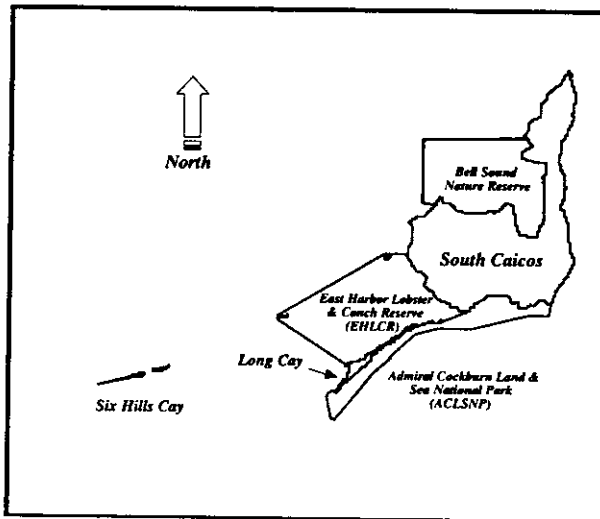 North
Bell Sound
Nature Reserve
South Caicos
East Harbor Lobster
& Conch Reserve
(EHLCR)
Long Cay
Admiral Cockburn Land &
Sea National Park
(ACLSNP)
Six Hills Cay